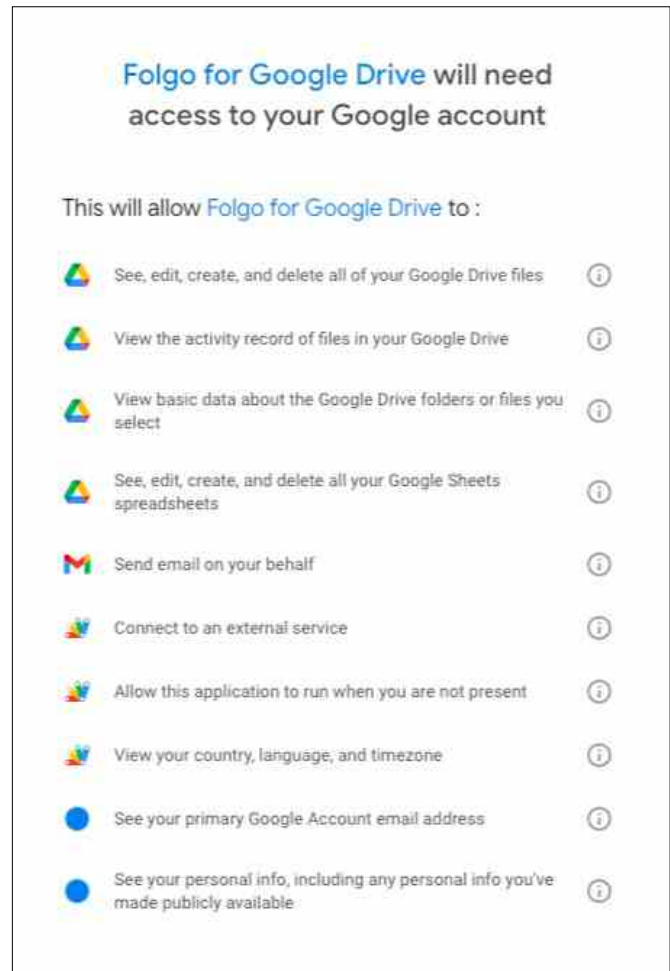 Folgo for Google Drive will need
access to your Google account
This will allow Folgo for Google Drive to :
See, edit, create, and delete all of your Google Drive files
View the activity record of files in your Google Drive
View basic data about the Google Drive folders or files you
select
See, edit, create, and delete all your Google Sheets
spreadsheets
Send email on your behalf
Connect to an external service
Allow this application to run when you are not present
View your country, language, and timezone
See your primary Google Account email address
See your personal info, including any personal info you've
made publicly available